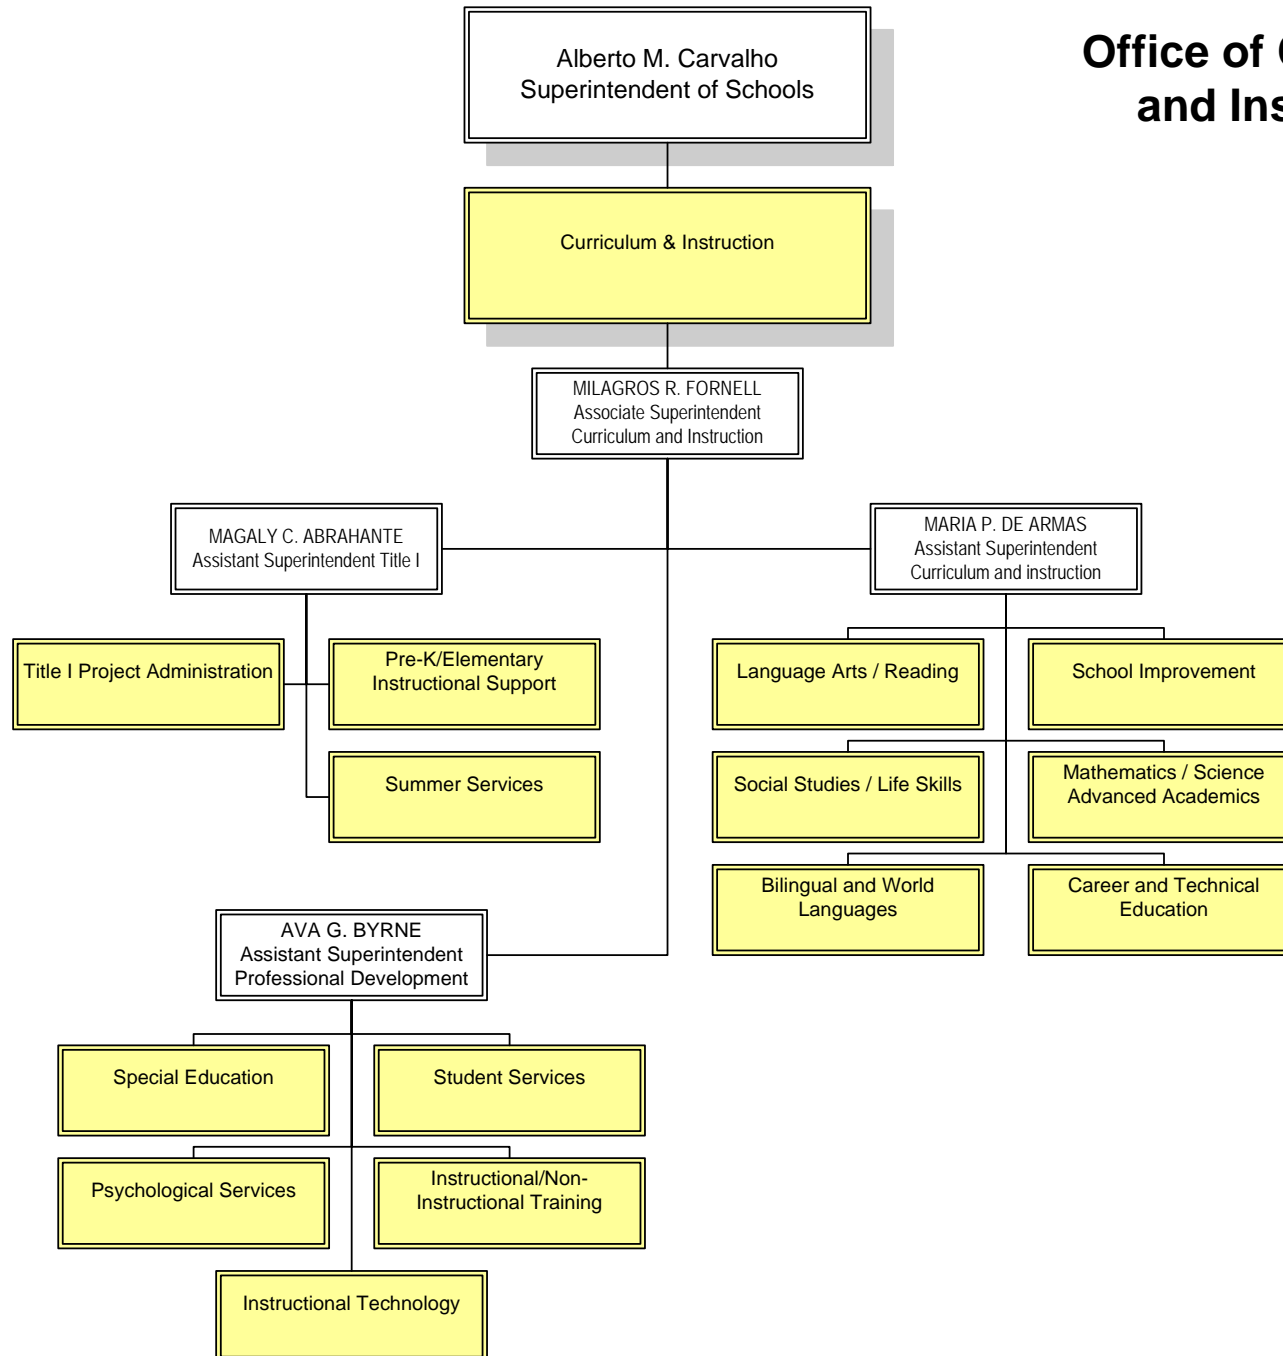 Office of
and
Alberto M. Carvalho
Superintendent of Schools
Curriculum & Instruction
MILAGROS R. FORNELL
Associate Superintendent
Curriculum and Instruction
MAGALY C. ABRAHANTE
Assistant Superintendent Title I
MARIA P. DE ARMAS
Assistant Superintendent
Curriculum and instruction
Title I Project Administration
Pre-K/Elementary
Instructional Support
Summer Services
Language Arts / Reading
School Improvement
Social Studies / Life Skills
Mathematics / Science
Advanced Academics
Bilingual and World
Languages
Career and Technical
Education
AVA G. BYRNE
Assistant Superintendent
Professional Development
Special Education
Student Services
Psychological Services
Instructional/Non-
Instructional Training
Instructional Technology